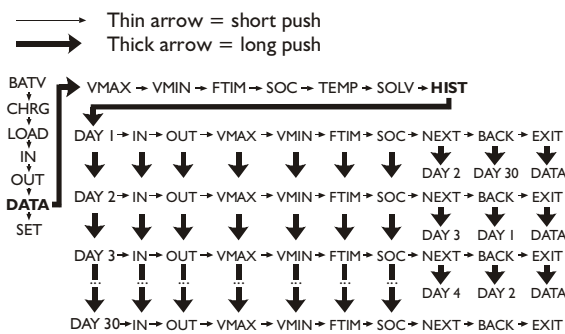 Thin arrow = short push
Thick arrow = long push
BATV
CHRG
LOAD
IN
OUT
DATA
SET
VMAX VMIN FTIM SOC TEMP SOLV HIST
DAY 1 IN OUT VMAX VMIN FTIM SOC NEXT BACK EXIT
DAY 2 DAY 30 DATA
DAY 2 IN OUT VMAX VMIN FTIM SOC NEXT BACK EXIT
DAY 3 DAY 1 DATA
DAY 3 IN OUT VMAX VMIN FTIM SOC NEXT BACK EXIT
... ... ... ... ... ... ...
DAY 4 DAY 2 DATA
DAY 30 IN OUT VMAX VMIN FTIM SOC NEXT BACK EXIT